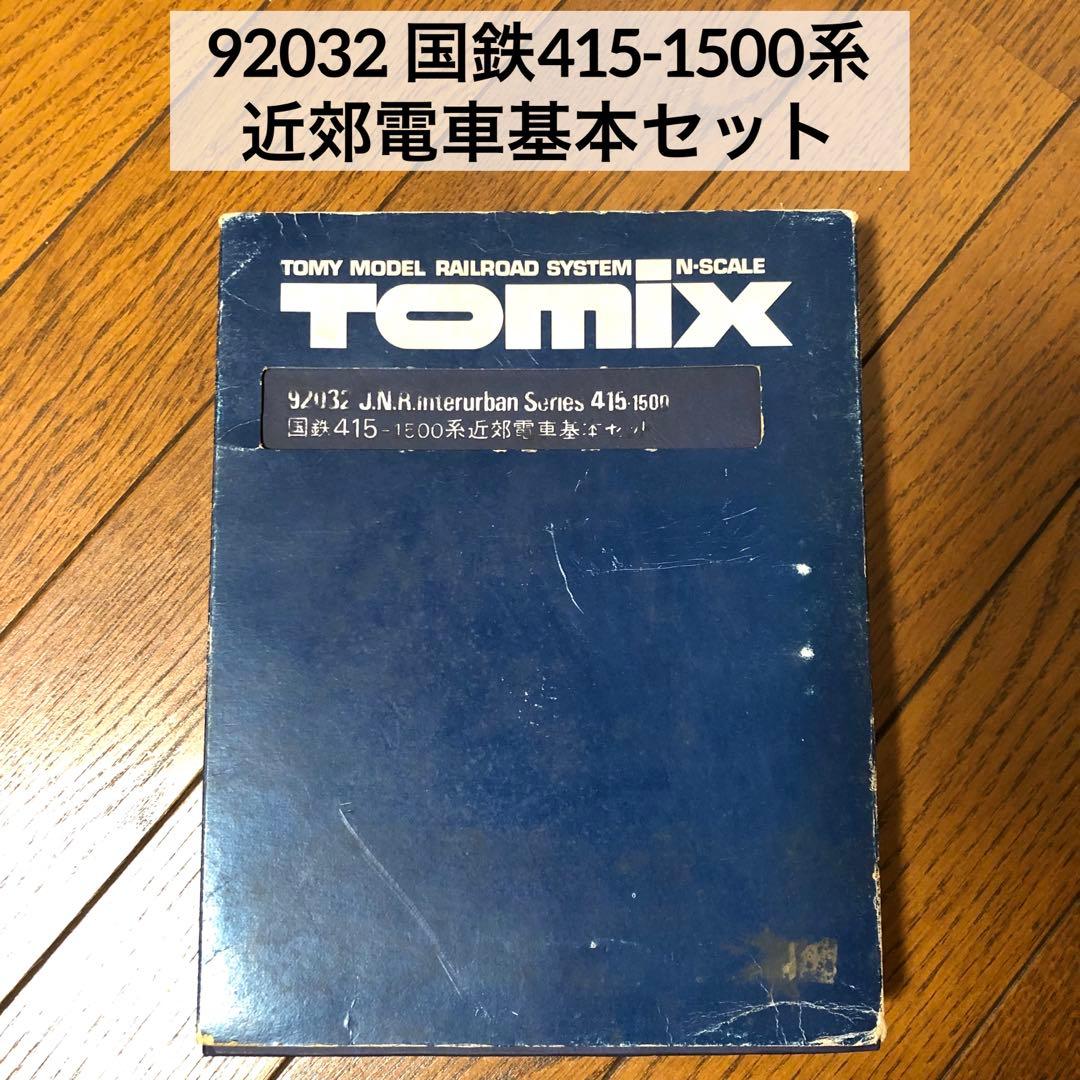 92032 国鉄415-1500系
近郊電車基本セット
TOMY MODEL RAILROAD SYSTEM N-SCALE
TOMIX
92032 J.N.R.Interurban Series 415-1500
国鉄415-1500系近郊電車基本セット